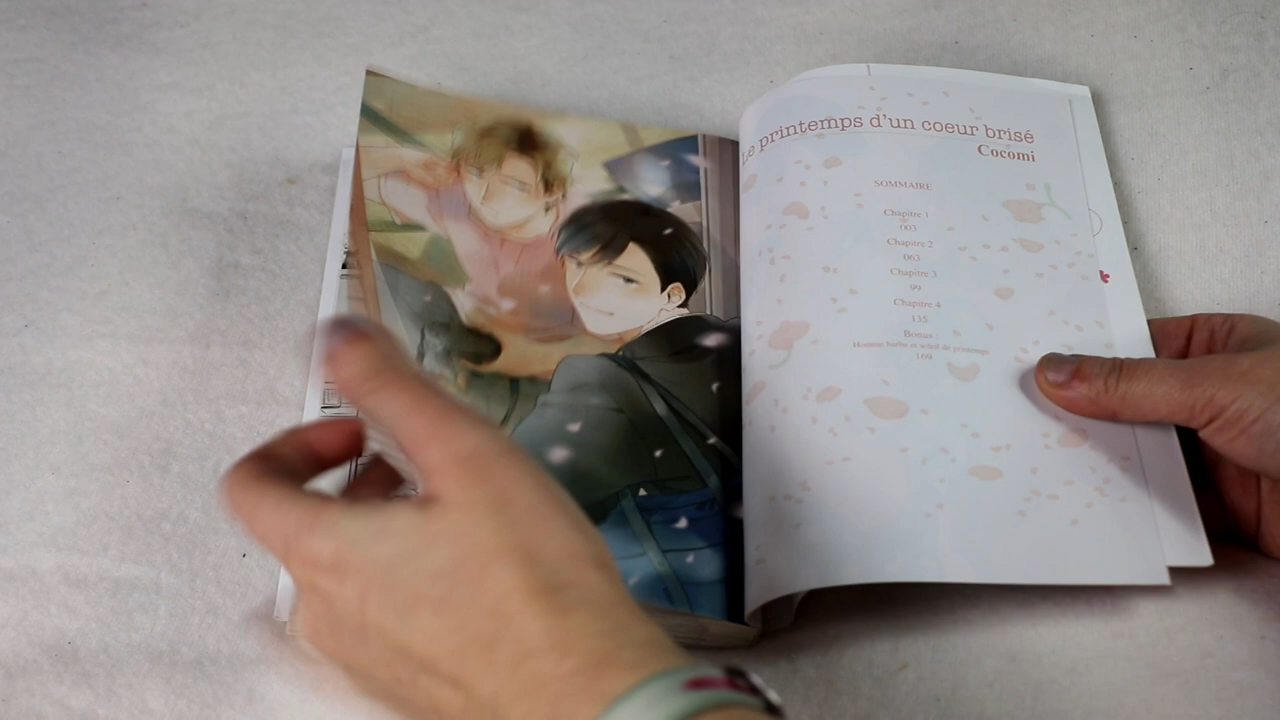 Le printemps d'un coeur brisé
Cocomi
SOMMAIRE
Chapitre 1
003
Chapitre 2
063
Chapitre 3
99
Chapitre 4
135
Bonus :
Homme barbu et soleil de printemps
169